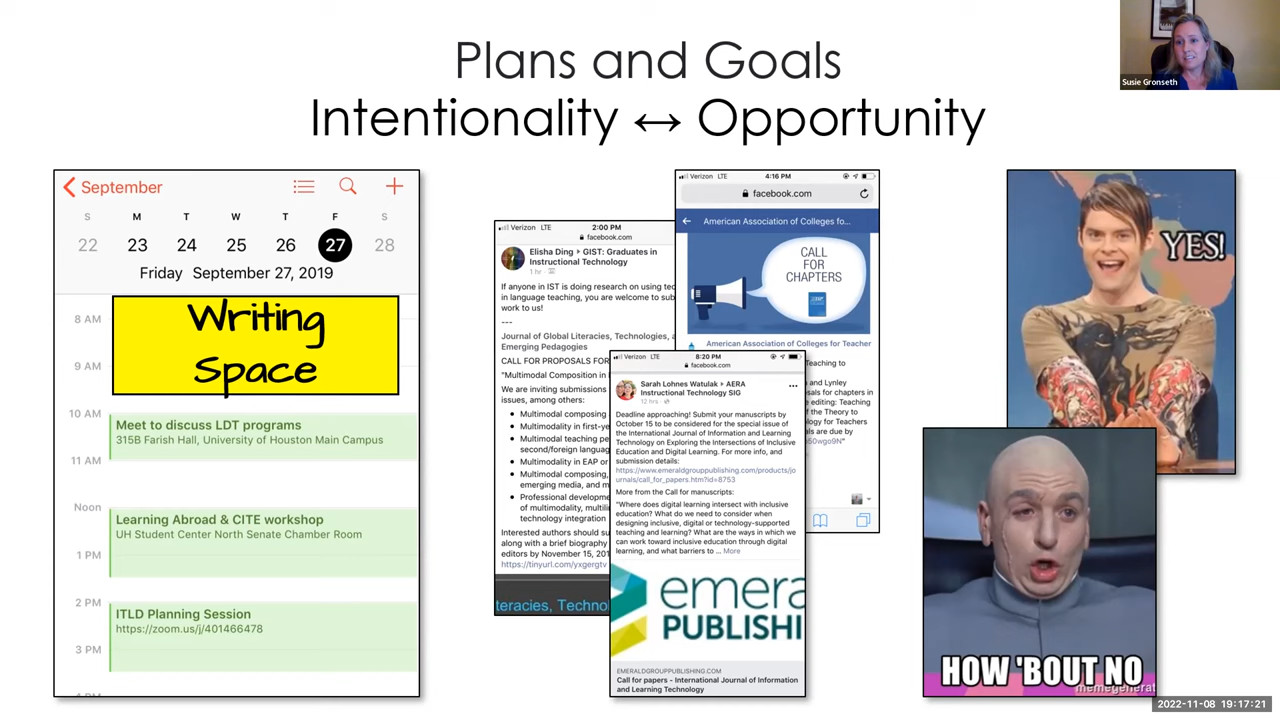 Plans and Goals
Intentionality ↔ Opportunity
Susie Gronseth
September
S M T W T F S
22 23 24 25 26 27 28
Friday September 27, 2019
8 AM
Writing
Space
9 AM
10 AM
Meet to discuss LDT programs
315B Farish Hall, University of Houston Main Campus
11 AM
Noon
Learning Abroad & CITE workshop
UH Student Center North Senate Chamber Room
1 PM
2 PM
ITLD Planning Session
https://zoom.us/j/401466478
3 PM
Verizon LTE 2:00 PM
facebook.com
Elisha Ding ▸ GIST: Graduates in
Instructional Technology
1 hr
If anyone in IST is doing research on using
in language teaching, you are welcome to
work to us!
---
Journal of Global Literacies, Technologies,
Emerging Pedagogies
CALL FOR PROPOSALS FOR
"Multimodal Composition in
We are inviting submissions
issues, among others:
• Multimodal composing
• Multimodality in
• Multimodal teaching
second/foreign
• Multimodality in EAP or
• Multimodal composing,
emerging media, and
• Professional
of multimodality,
technology integration
Interested authors should
along with a brief biography
editors by November 15,
https://tinyurl.com/yxgergtv
Verizon LTE 4:16 PM
facebook.com
American Association of Colleges fo...
CALL
FOR
CHAPTERS
American Association of Colleges for Teacher
Teaching to
and Lynley
for chapters in
editing: Teaching
of the Theory to
for Teachers
are due by
Verizon LTE 8:20 PM
facebook.com
Sarah Lohnes Watulak ▸ AERA
Instructional Technology SIG
12 hrs
Deadline approaching! Submit your manuscripts by
October 15 to be considered for the special issue of
the International Journal of Information and Learning
Technology on Exploring the Intersections of Inclusive
Education and Digital Learning. For more info, and
submission details:
https://www.emeraldgrouppublishing.com/products/jo
urnals/call_for_papers.htm?id=8753
More from the Call for manuscripts:
"Where does digital learning intersect with inclusive
education? What do we need to consider when
designing inclusive, digital or technology-supported
teaching and learning? What are the ways in which we
can work toward inclusive education through digital
learning, and what barriers to ... More
emera
PUBLISHI
EMERALDGROUPPUBLISHING.COM
Call for papers - International Journal of Information
and Learning Technology
YES!
HOW 'BOUT NO
2022-11-08 19:17:21